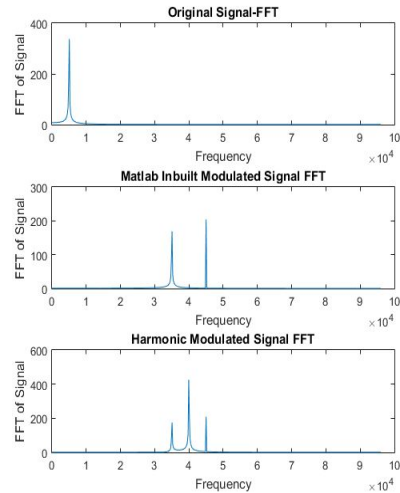 Original Signal-FFT
FFT of Signal
400
200
0
0 1 2 3 4 5 6 7 8 9 10
Frequency
×10⁴
Matlab Inbuilt Modulated Signal FFT
FFT of Signal
300
200
100
0
0 1 2 3 4 5 6 7 8 9 10
Frequency
×10⁴
Harmonic Modulated Signal FFT
FFT of Signal
600
400
200
0
0 1 2 3 4 5 6 7 8 9 10
Frequency
×10⁴